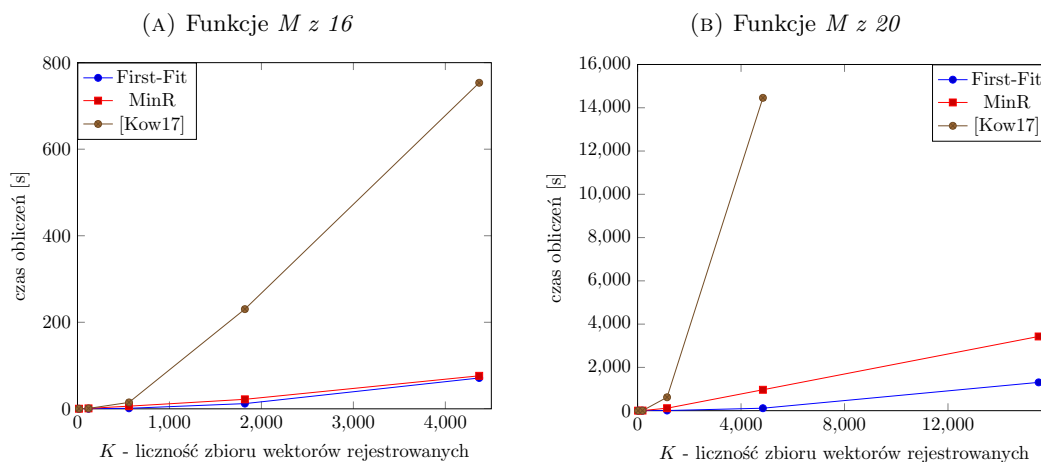 (A) Funkcje M z 16
800
600
400
200
0
0 1,000 2,000 3,000 4,000
czas obliczeń [s]
K - liczność zbioru wektorów rejestrowanych
First-Fit
MinR
[Kow17]
(B) Funkcje M z 20
16,000
14,000
12,000
10,000
8,000
6,000
4,000
2,000
0
0 4,000 8,000 12,000
czas obliczeń [s]
K - liczność zbioru wektorów rejestrowanych
First-Fit
MinR
[Kow17]